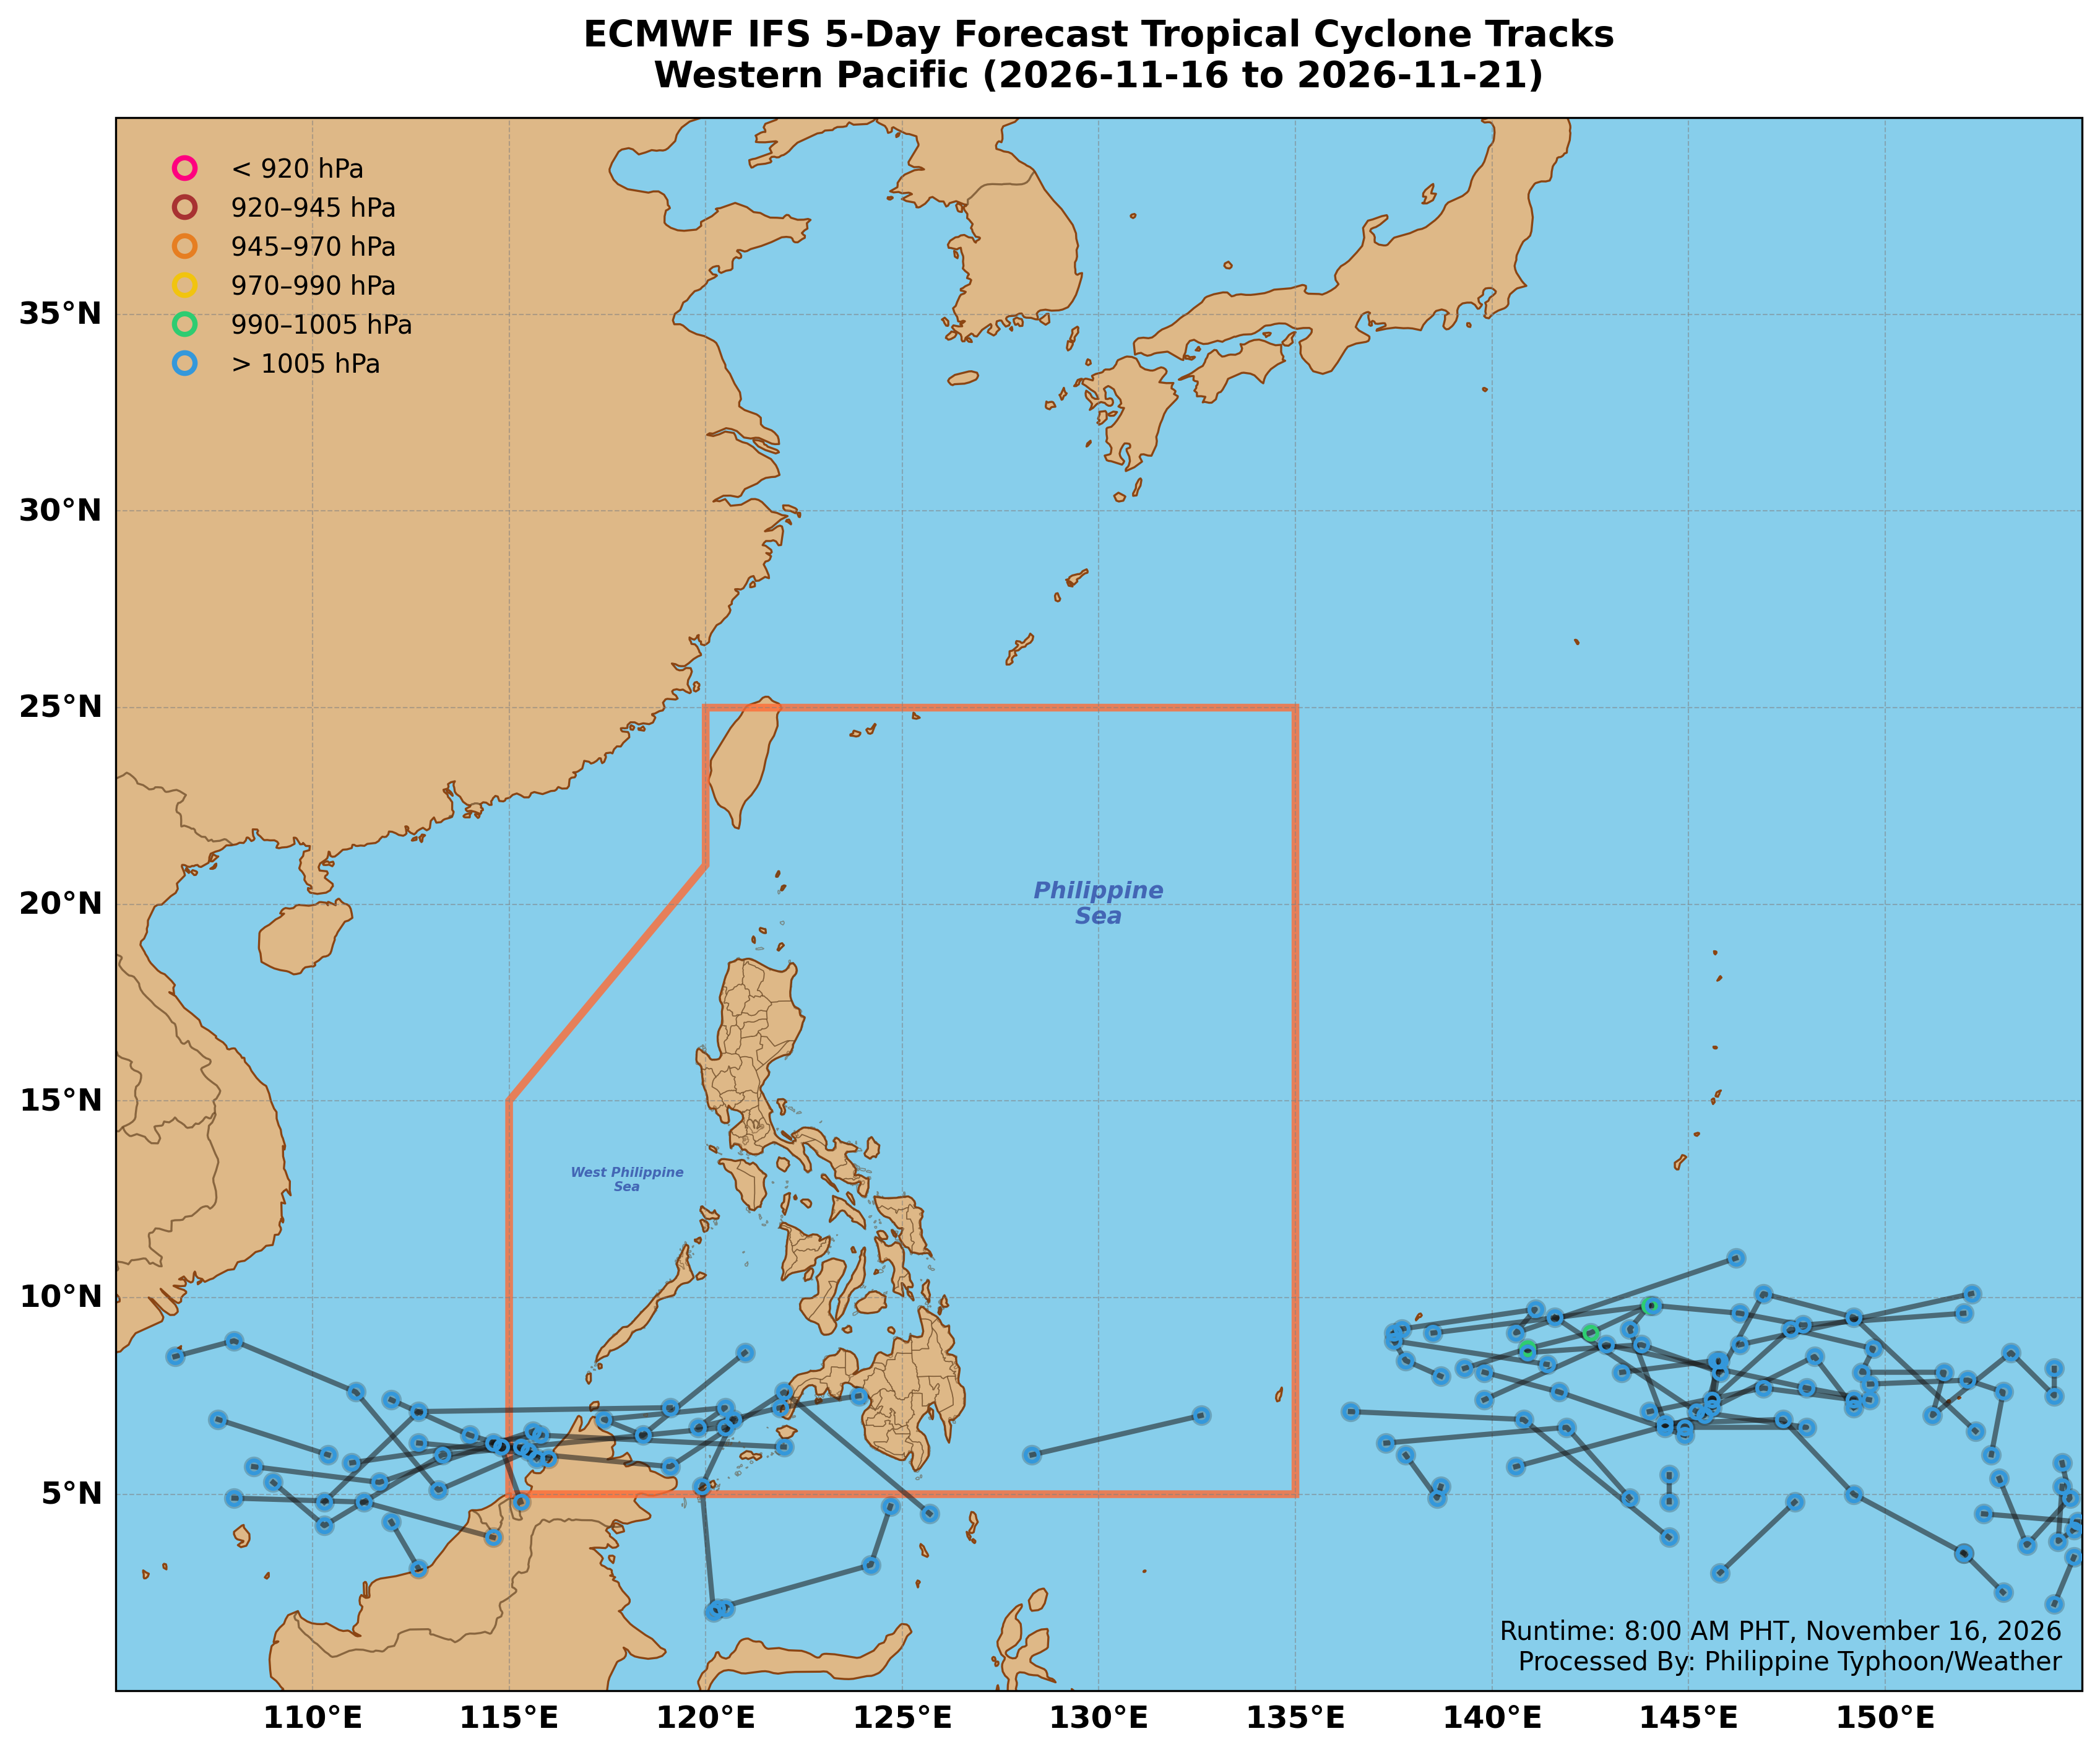 ECMWF IFS 5-Day Forecast Tropical Cyclone Tracks
Western Pacific (2026-11-16 to 2026-11-21)
< 920 hPa
920–945 hPa
945–970 hPa
970–990 hPa
990–1005 hPa
> 1005 hPa
35°N
30°N
25°N
20°N
15°N
10°N
5°N
Philippine
Sea
West Philippine
Sea
Runtime: 8:00 AM PHT, November 16, 2026
Processed By: Philippine Typhoon/Weather
110°E
115°E
120°E
125°E
130°E
135°E
140°E
145°E
150°E